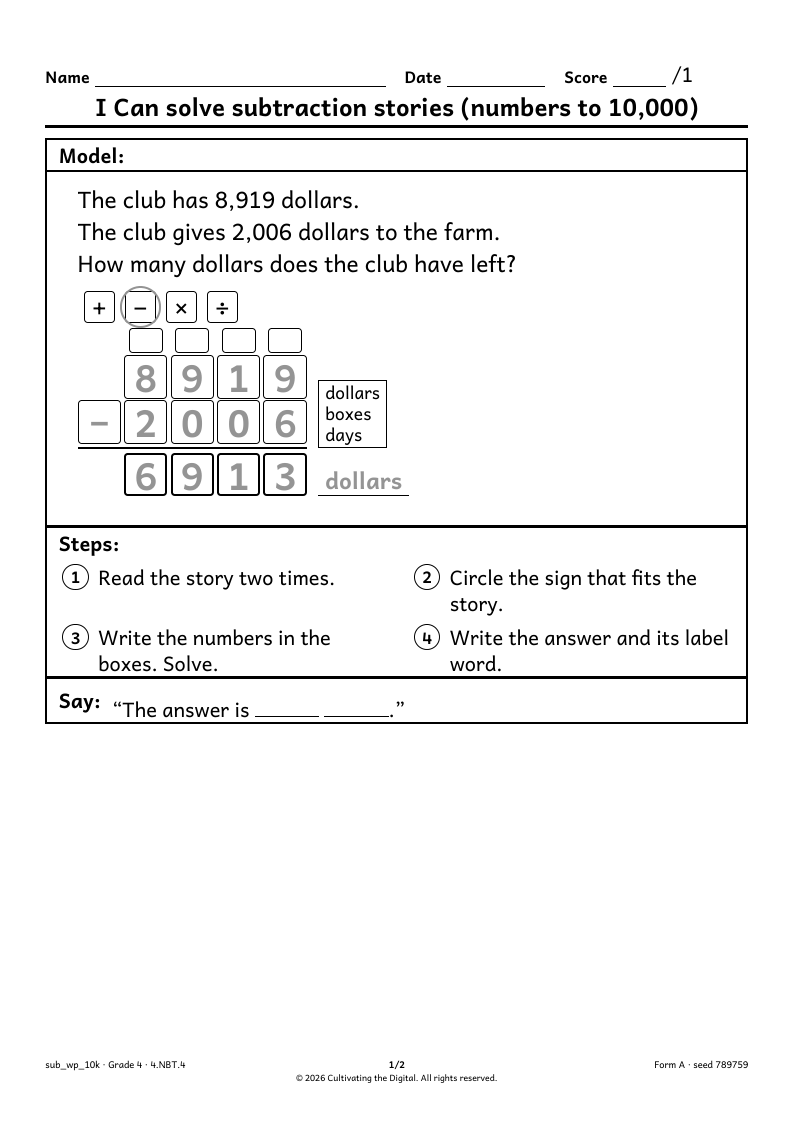 Name Date Score /1
I Can solve subtraction stories (numbers to 10,000)
Model:
The club has 8,919 dollars.
The club gives 2,006 dollars to the farm.
How many dollars does the club have left?
+ − × ÷
8 9 1 9
− 2 0 0 6
dollars
boxes
days
6 9 1 3 dollars
Steps:
1 Read the story two times.
2 Circle the sign that fits the
story.
3 Write the numbers in the
boxes. Solve.
4 Write the answer and its label
word.
Say: “The answer is ______ ______.”
sub_wp_10k · Grade 4 · 4.NBT.4 1/2 Form A · seed 789759
© 2026 Cultivating the Digital. All rights reserved.